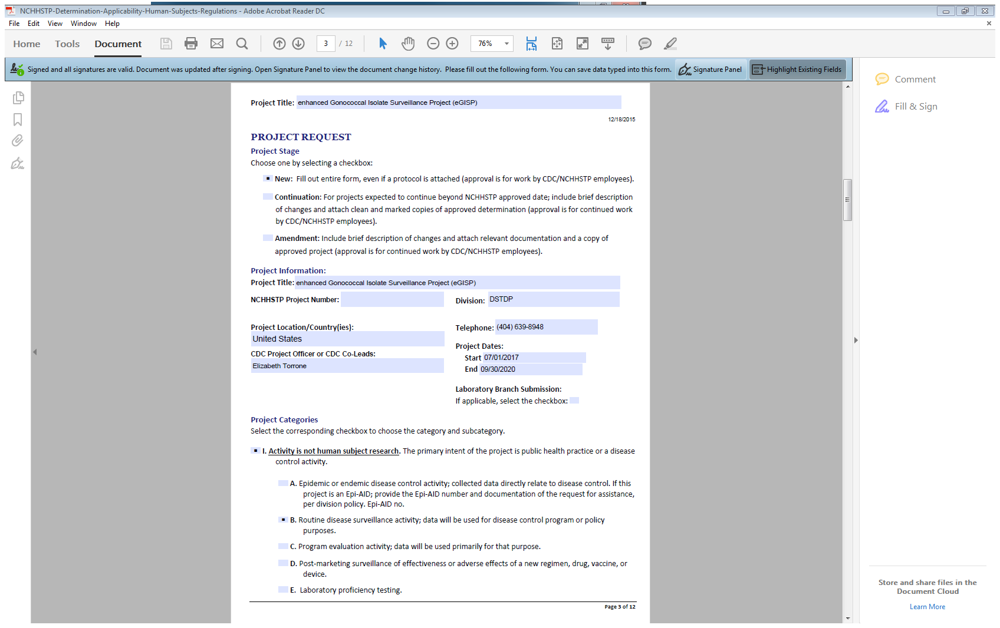 NCHHSTP-Determination-Applicability-Human-Subjects-Regulations - Adobe Acrobat Reader DC
File Edit View Window Help
Home Tools Document 3 / 12 76%
Signed and all signatures are valid. Document was updated after signing. Open Signature Panel to view the document change history. Please fill out the following form. You can save data typed into this form. Signature Panel Highlight Existing Fields
Comment
Fill & Sign
Project Title: enhanced Gonococcal Isolate Surveillance Project (eGISP)
12/18/2015
PROJECT REQUEST
Project Stage
Choose one by selecting a checkbox:
New: Fill out entire form, even if a protocol is attached (approval is for work by CDC/NCHHSTP employees).
Continuation: For projects expected to continue beyond NCHHSTP approved date; include brief description
of changes and attach clean and marked copies of approved determination (approval is for continued work
by CDC/NCHHSTP employees).
Amendment: Include brief description of changes and attach relevant documentation and a copy of
approved project (approval is for continued work by CDC/NCHHSTP employees).
Project Information:
Project Title: enhanced Gonococcal Isolate Surveillance Project (eGISP)
NCHHSTP Project Number: Division: DSTDP
Project Location/Country(ies): Telephone: (404) 639-8948
United States
Project Dates:
CDC Project Officer or CDC Co-Leads: Start 07/01/2017
Elizabeth Torrone End 09/30/2020
Laboratory Branch Submission:
If applicable, select the checkbox:
Project Categories
Select the corresponding checkbox to choose the category and subcategory.
I. Activity is not human subject research. The primary intent of the project is public health practice or a disease
control activity.
A. Epidemic or endemic disease control activity; collected data directly relate to disease control. If this
project is an Epi-AID; provide the Epi-AID number and documentation of the request for assistance,
per division policy. Epi-AID no.
B. Routine disease surveillance activity; data will be used for disease control program or policy
purposes.
C. Program evaluation activity; data will be used primarily for that purpose.
D. Post-marketing surveillance of effectiveness or adverse effects of a new regimen, drug, vaccine, or
device.
E. Laboratory proficiency testing.
Page 3 of 12
Store and share files in the
Document Cloud
Learn More